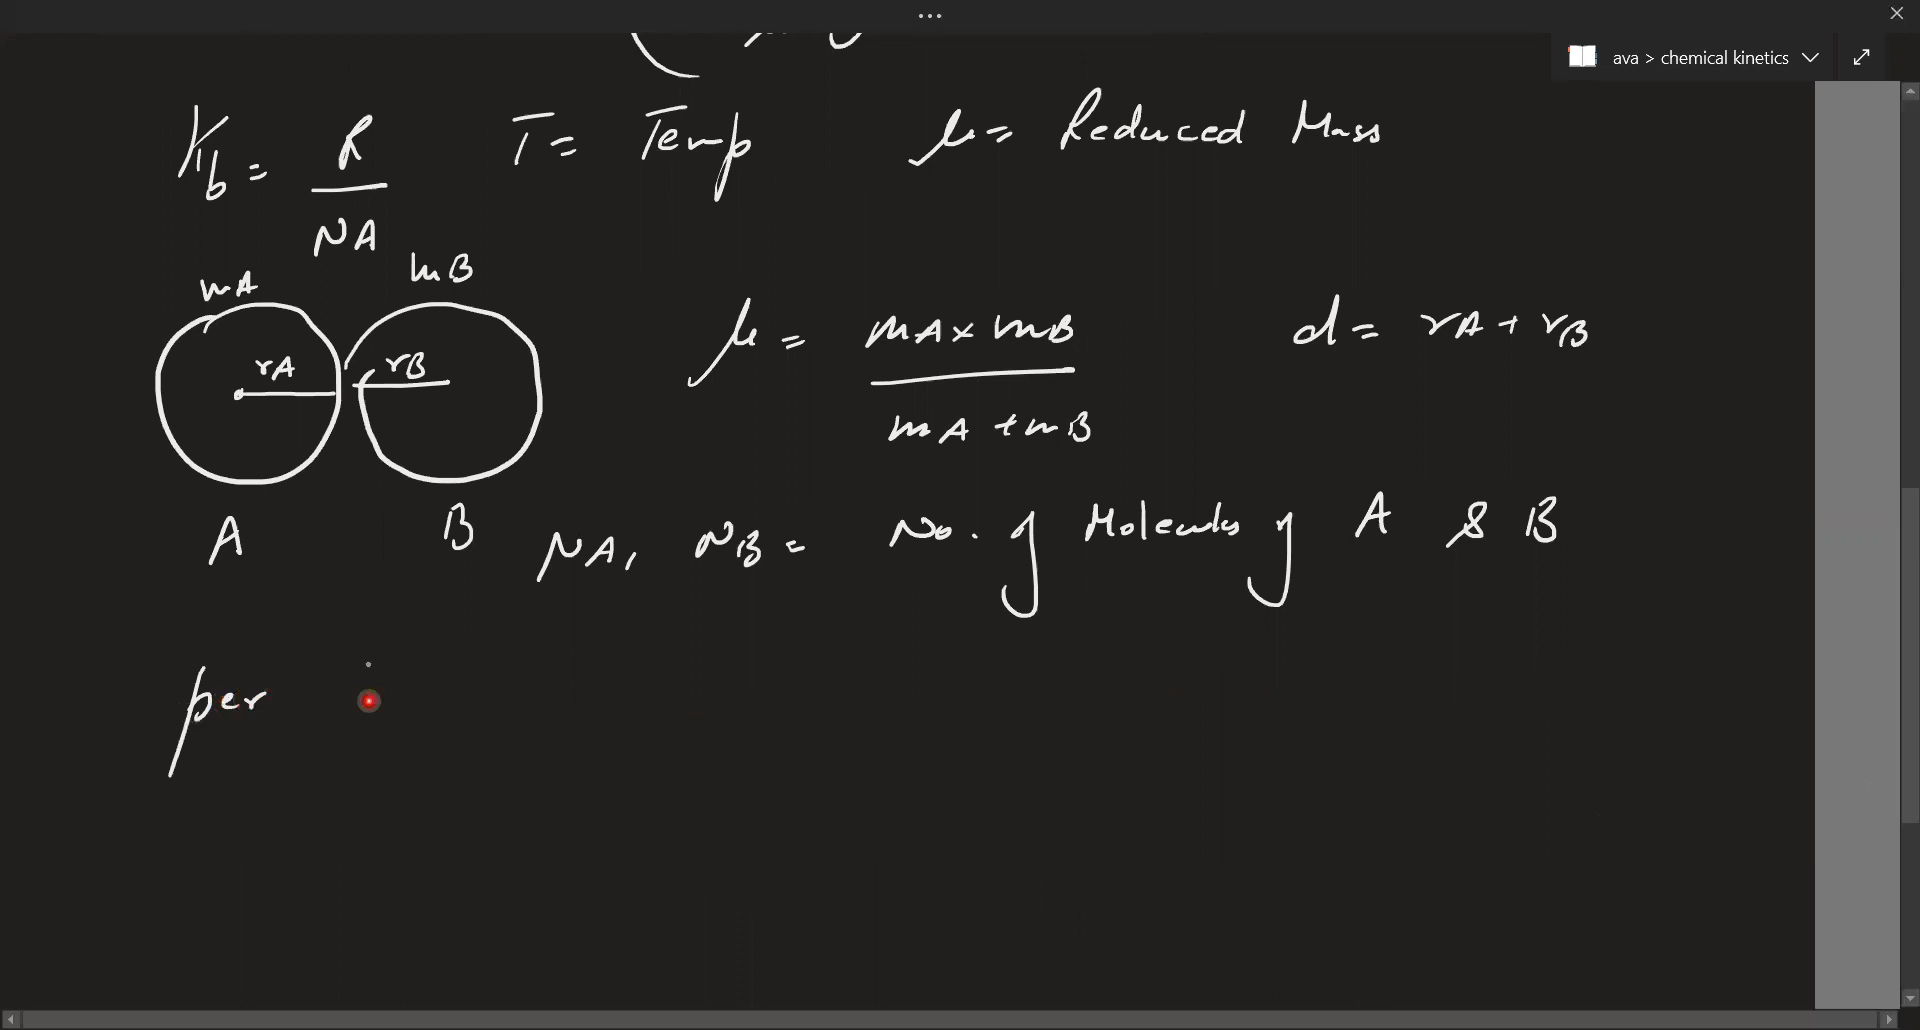 ...
ava > chemical kinetics
Kb = R / NA    T = Temp    μ = Reduced Mass
mA    mB
rA    rB
μ = mA x mB / mA + mB    d = rA + rB
A    B
NA, NB = No. of Molecules of A & B
per